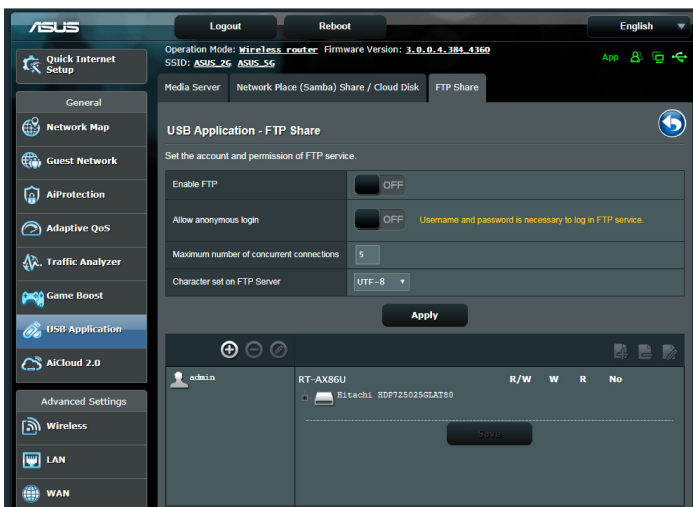 ASUS
Logout
Reboot
English
Operation Mode: Wireless router Firmware Version: 3.0.0.4.384_4360
SSID: ASUS_2G ASUS_5G
App
Quick Internet
Setup
General
Network Map
Guest Network
AiProtection
Adaptive QoS
Traffic Analyzer
Game Boost
USB Application
AiCloud 2.0
Advanced Settings
Wireless
LAN
WAN
Media Server
Network Place (Samba) Share / Cloud Disk
FTP Share
USB Application - FTP Share
Set the account and permission of FTP service.
Enable FTP
OFF
Allow anonymous login
OFF
Username and password is necessary to log in FTP service.
Maximum number of concurrent connections
5
Character set on FTP Server
UTF-8
Apply
admin
RT-AX86U
R/W W R No
Hitachi HDP725025GLAT80
Save